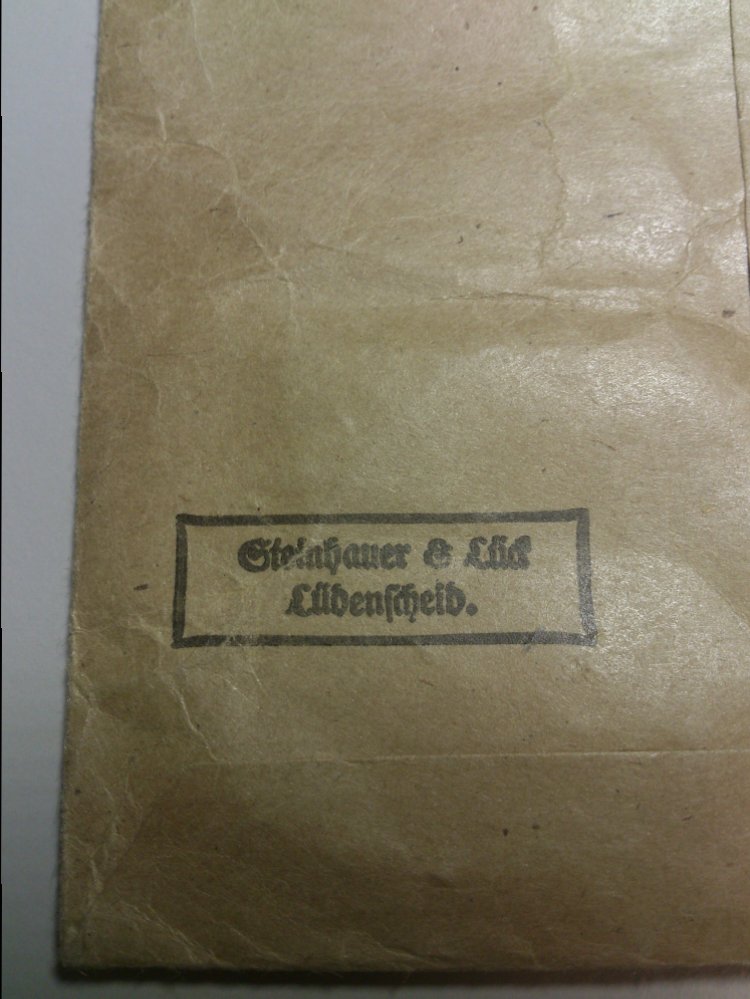 Steinhauer & Lück
Lüdenscheid.